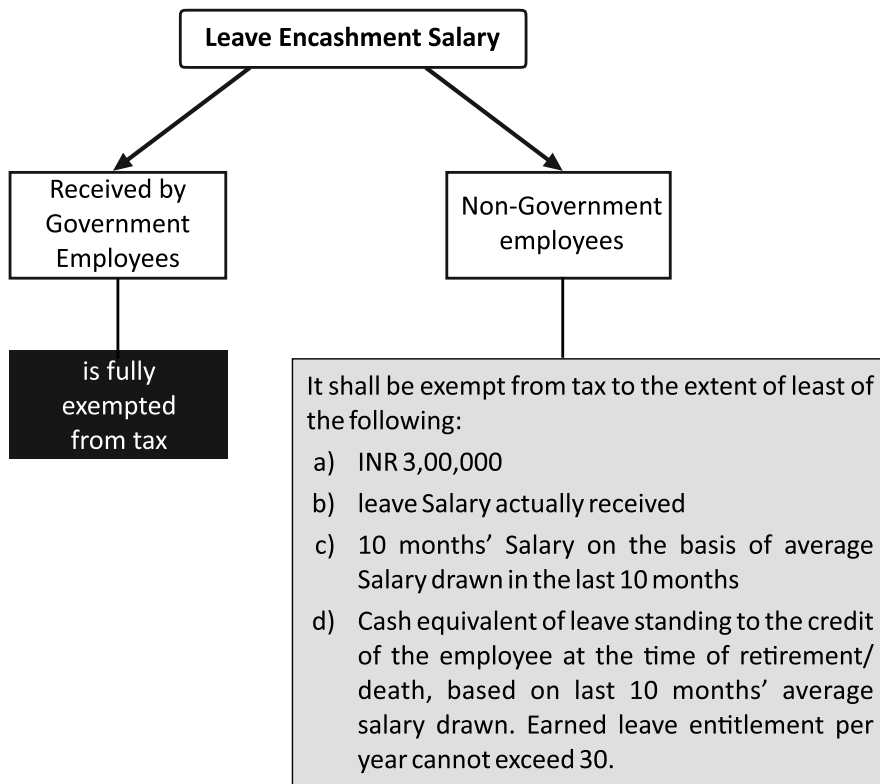 Leave Encashment Salary
Received by
Government
Employees
Non-Government
employees
is fully
exempted
from tax
It shall be exempt from tax to the extent of least of
the following:
a) INR 3,00,000
b) leave Salary actually received
c) 10 months’ Salary on the basis of average
Salary drawn in the last 10 months
d) Cash equivalent of leave standing to the credit
of the employee at the time of retirement/
death, based on last 10 months’ average
salary drawn. Earned leave entitlement per
year cannot exceed 30.